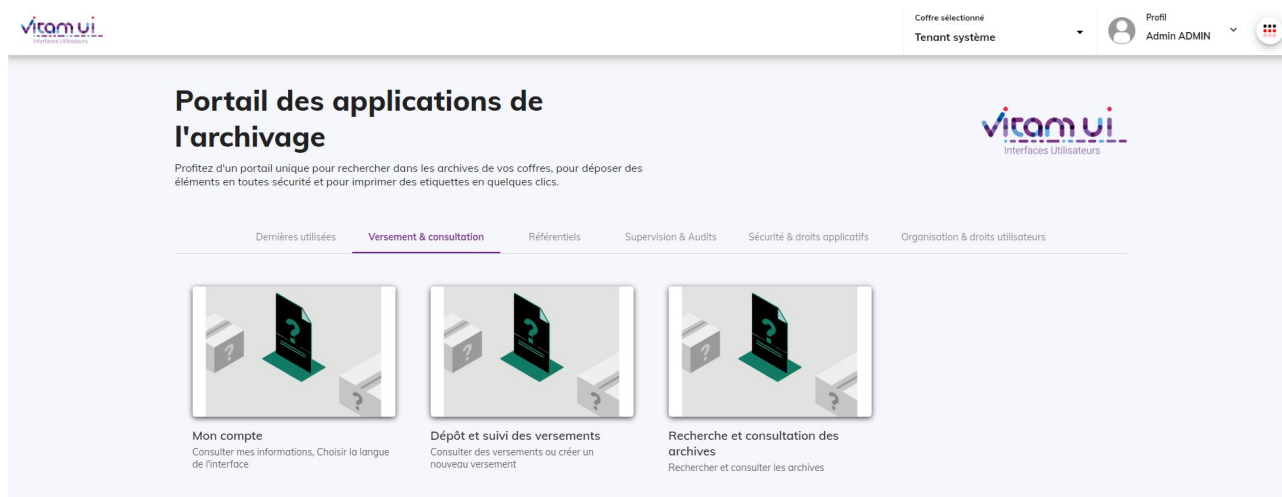 vitam ui
Interfaces Utilisateurs
Coffre sélectionné
Tenant système
Profil
Admin ADMIN
Portail des applications de
l'archivage
Profitez d'un portail unique pour rechercher dans les archives de vos coffres, pour déposer des
éléments en toutes sécurité et pour imprimer des etiquettes en quelques clics.
vitam ui
Interfaces Utilisateurs
Dernières utilisées Versement & consultation Référentiels Supervision & Audits Sécurité & droits applicatifs Organisation & droits utilisateurs
? ? ?
? ? ?
? ? ?
Mon compte
Consulter mes informations, Choisir la langue
de l'interface
Dépôt et suivi des versements
Consulter des versements ou créer un
nouveau versement
Recherche et consultation des
archives
Rechercher et consulter les archives